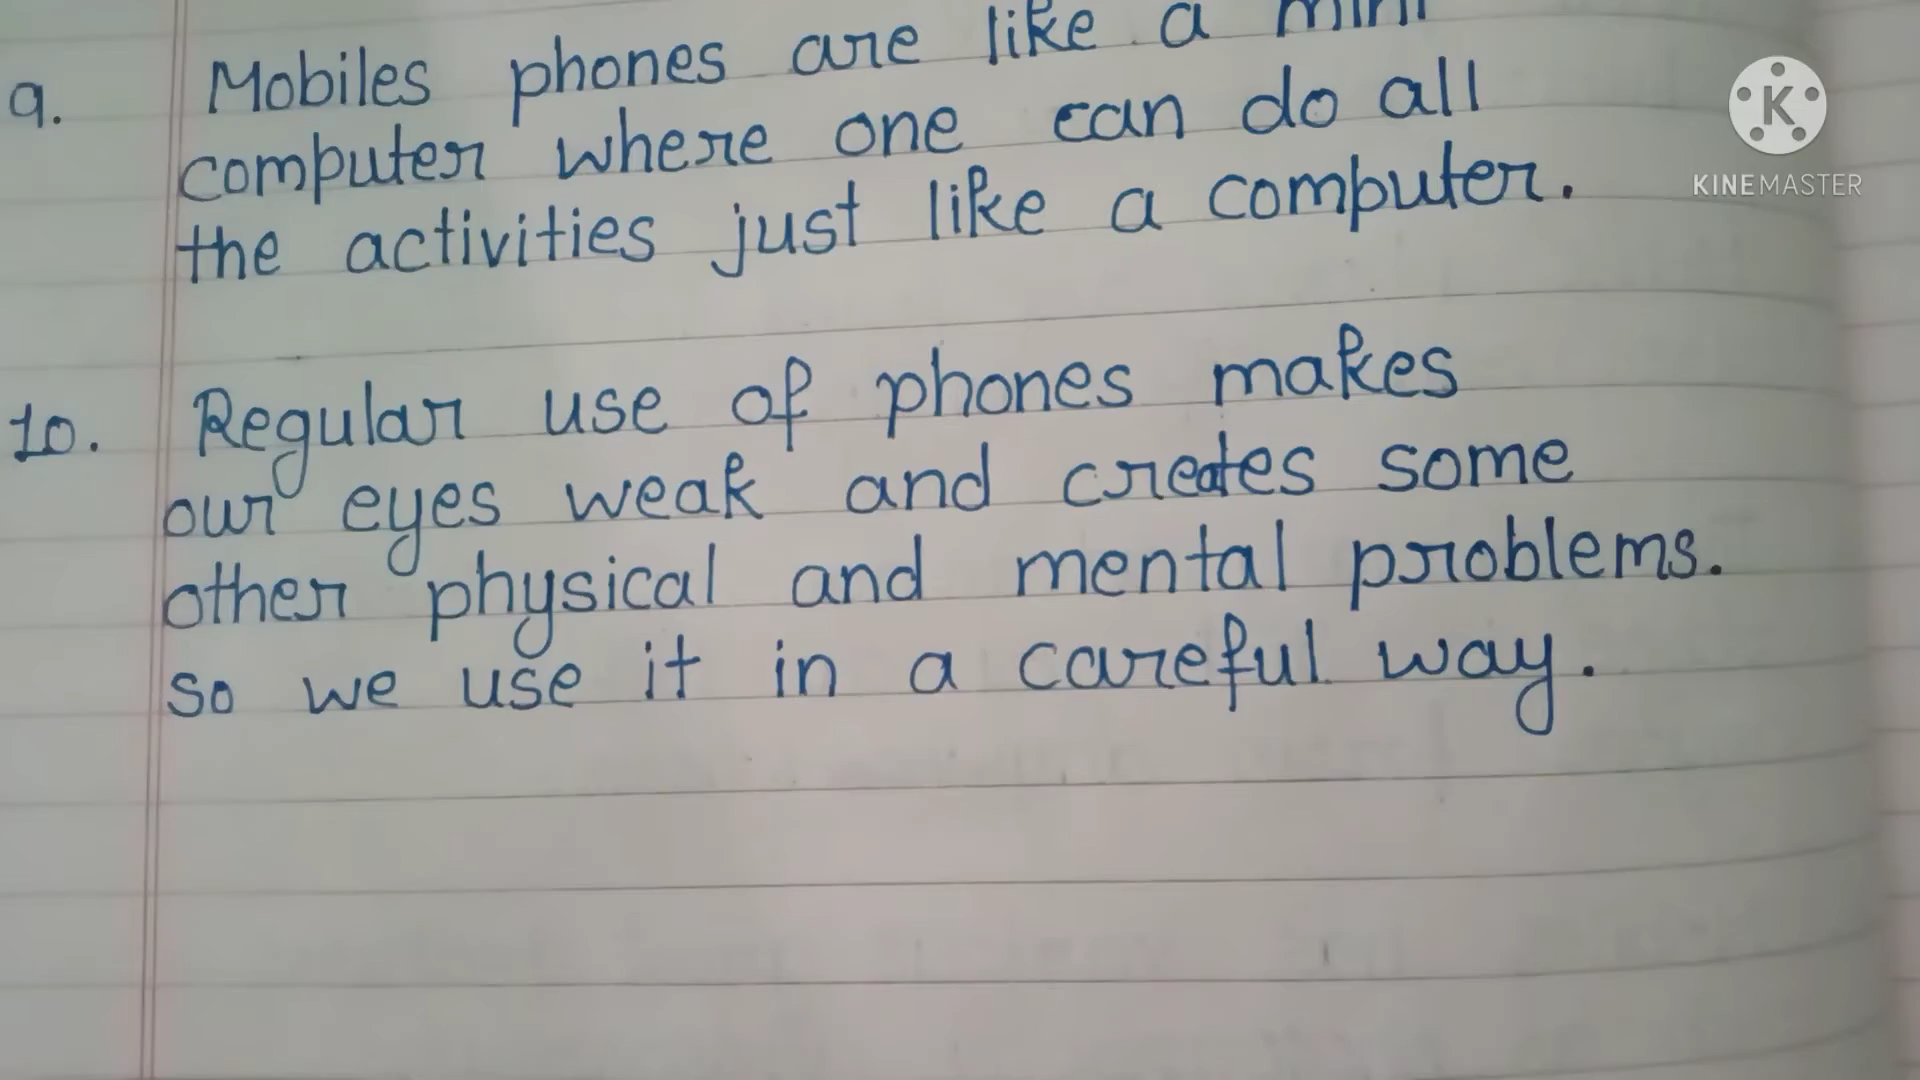 9. Mobiles phones are like a mini
computer where one can do all
the activities just like a computer.
10. Regular use of phones makes
our eyes weak and creates some
other physical and mental problems.
so we use it in a careful way.
K
KINEMASTER